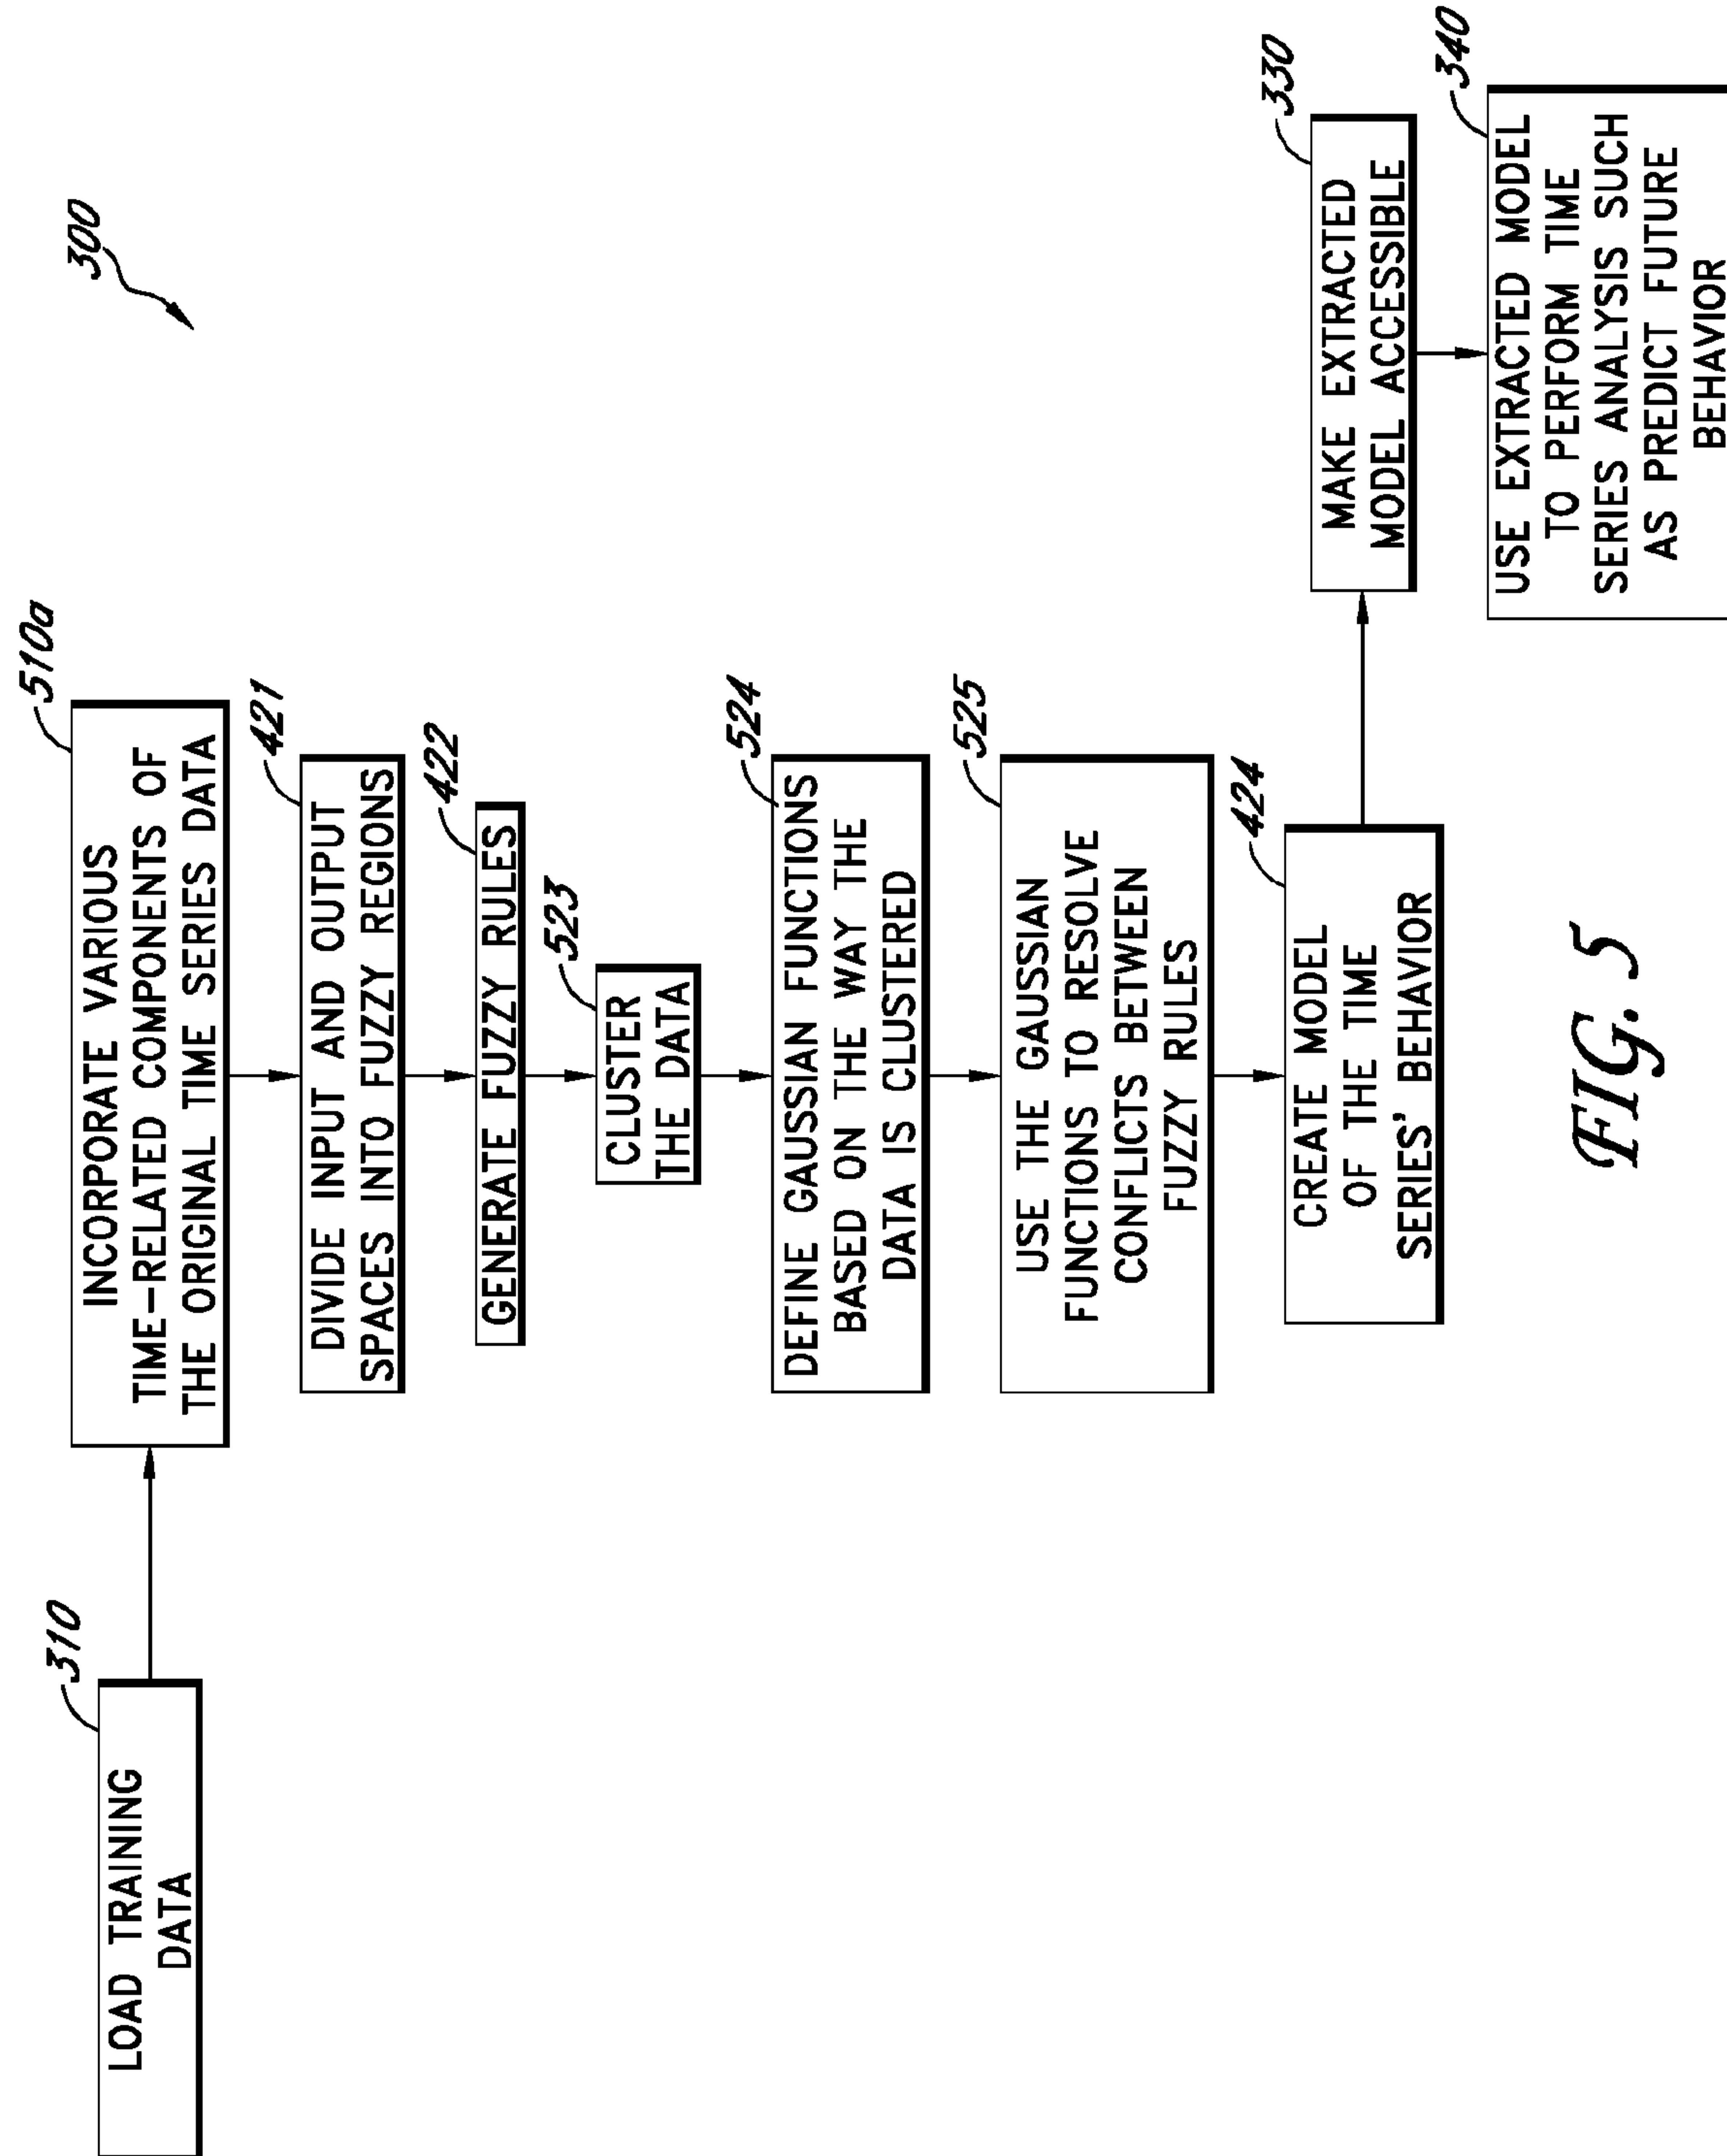 300
310
LOAD TRAINING
DATA
510a
INCORPORATE VARIOUS
TIME-RELATED COMPONENTS OF
THE ORIGINAL TIME SERIES DATA
421
DIVIDE INPUT AND OUTPUT
SPACES INTO FUZZY REGIONS
422
GENERATE FUZZY RULES
523
CLUSTER
THE DATA
524
DEFINE GAUSSIAN FUNCTIONS
BASED ON THE WAY THE
DATA IS CLUSTERED
525
USE THE GAUSSIAN
FUNCTIONS TO RESOLVE
CONFLICTS BETWEEN
FUZZY RULES
424
CREATE MODEL
OF THE TIME
SERIES' BEHAVIOR
330
MAKE EXTRACTED
MODEL ACCESSIBLE
340
USE EXTRACTED MODEL
TO PERFORM TIME
SERIES ANALYSIS SUCH
AS PREDICT FUTURE
BEHAVIOR
FIG. 5